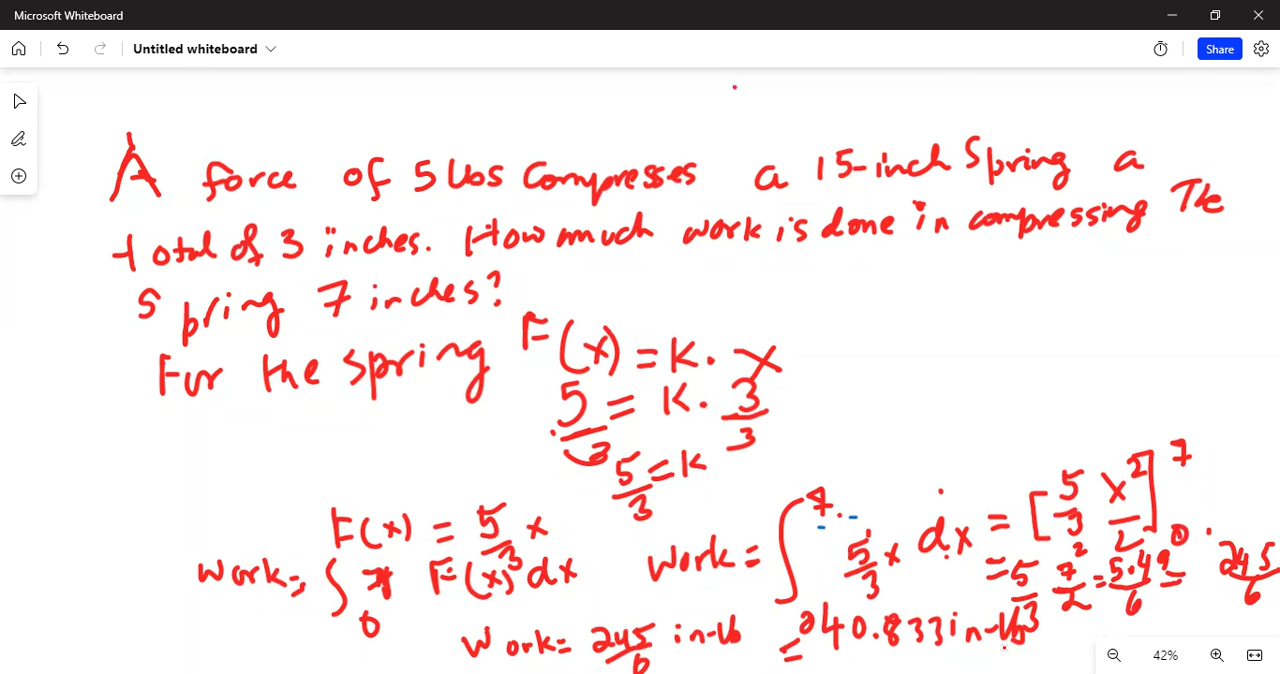 Microsoft Whiteboard
Untitled whiteboard
Share
A force of 5 lbs compresses a 15-inch spring a
total of 3 inches. How much work is done in compressing the
spring 7 inches?
For the spring F(x) = K. x
5/3 = K. 3/3
5/3 = K
F(x) = 5/3 x
work = ∫ 0 7 F(x) dx
work = ∫ 7 5/3 x dx = [5/3 x²/2] 7 0
= 5/3 7²/2 = 5.49/6 = 245/6
work = 245/6 in-lb = 40.833 in-lb
42%